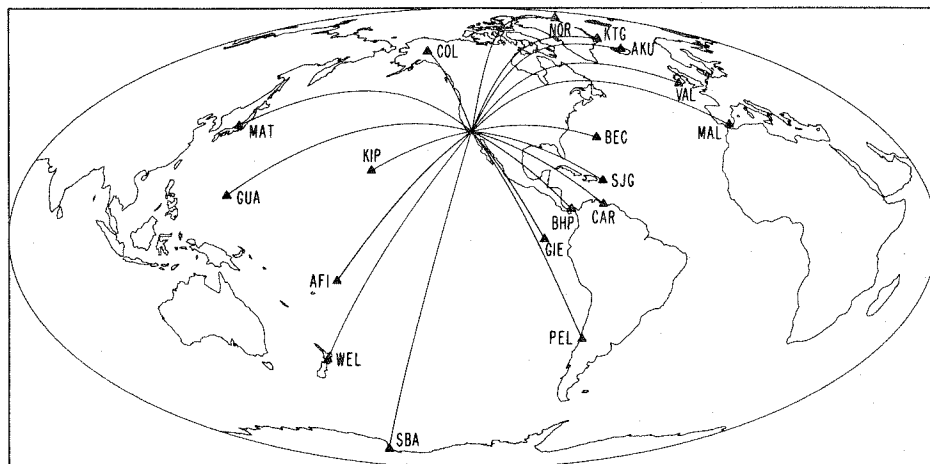 NOR
KTG
AKU
COL
VAL
MAT
MAL
BEC
KIP
SJG
GUA
CAR
BHP
GIE
AFI
PEL
WEL
SBA